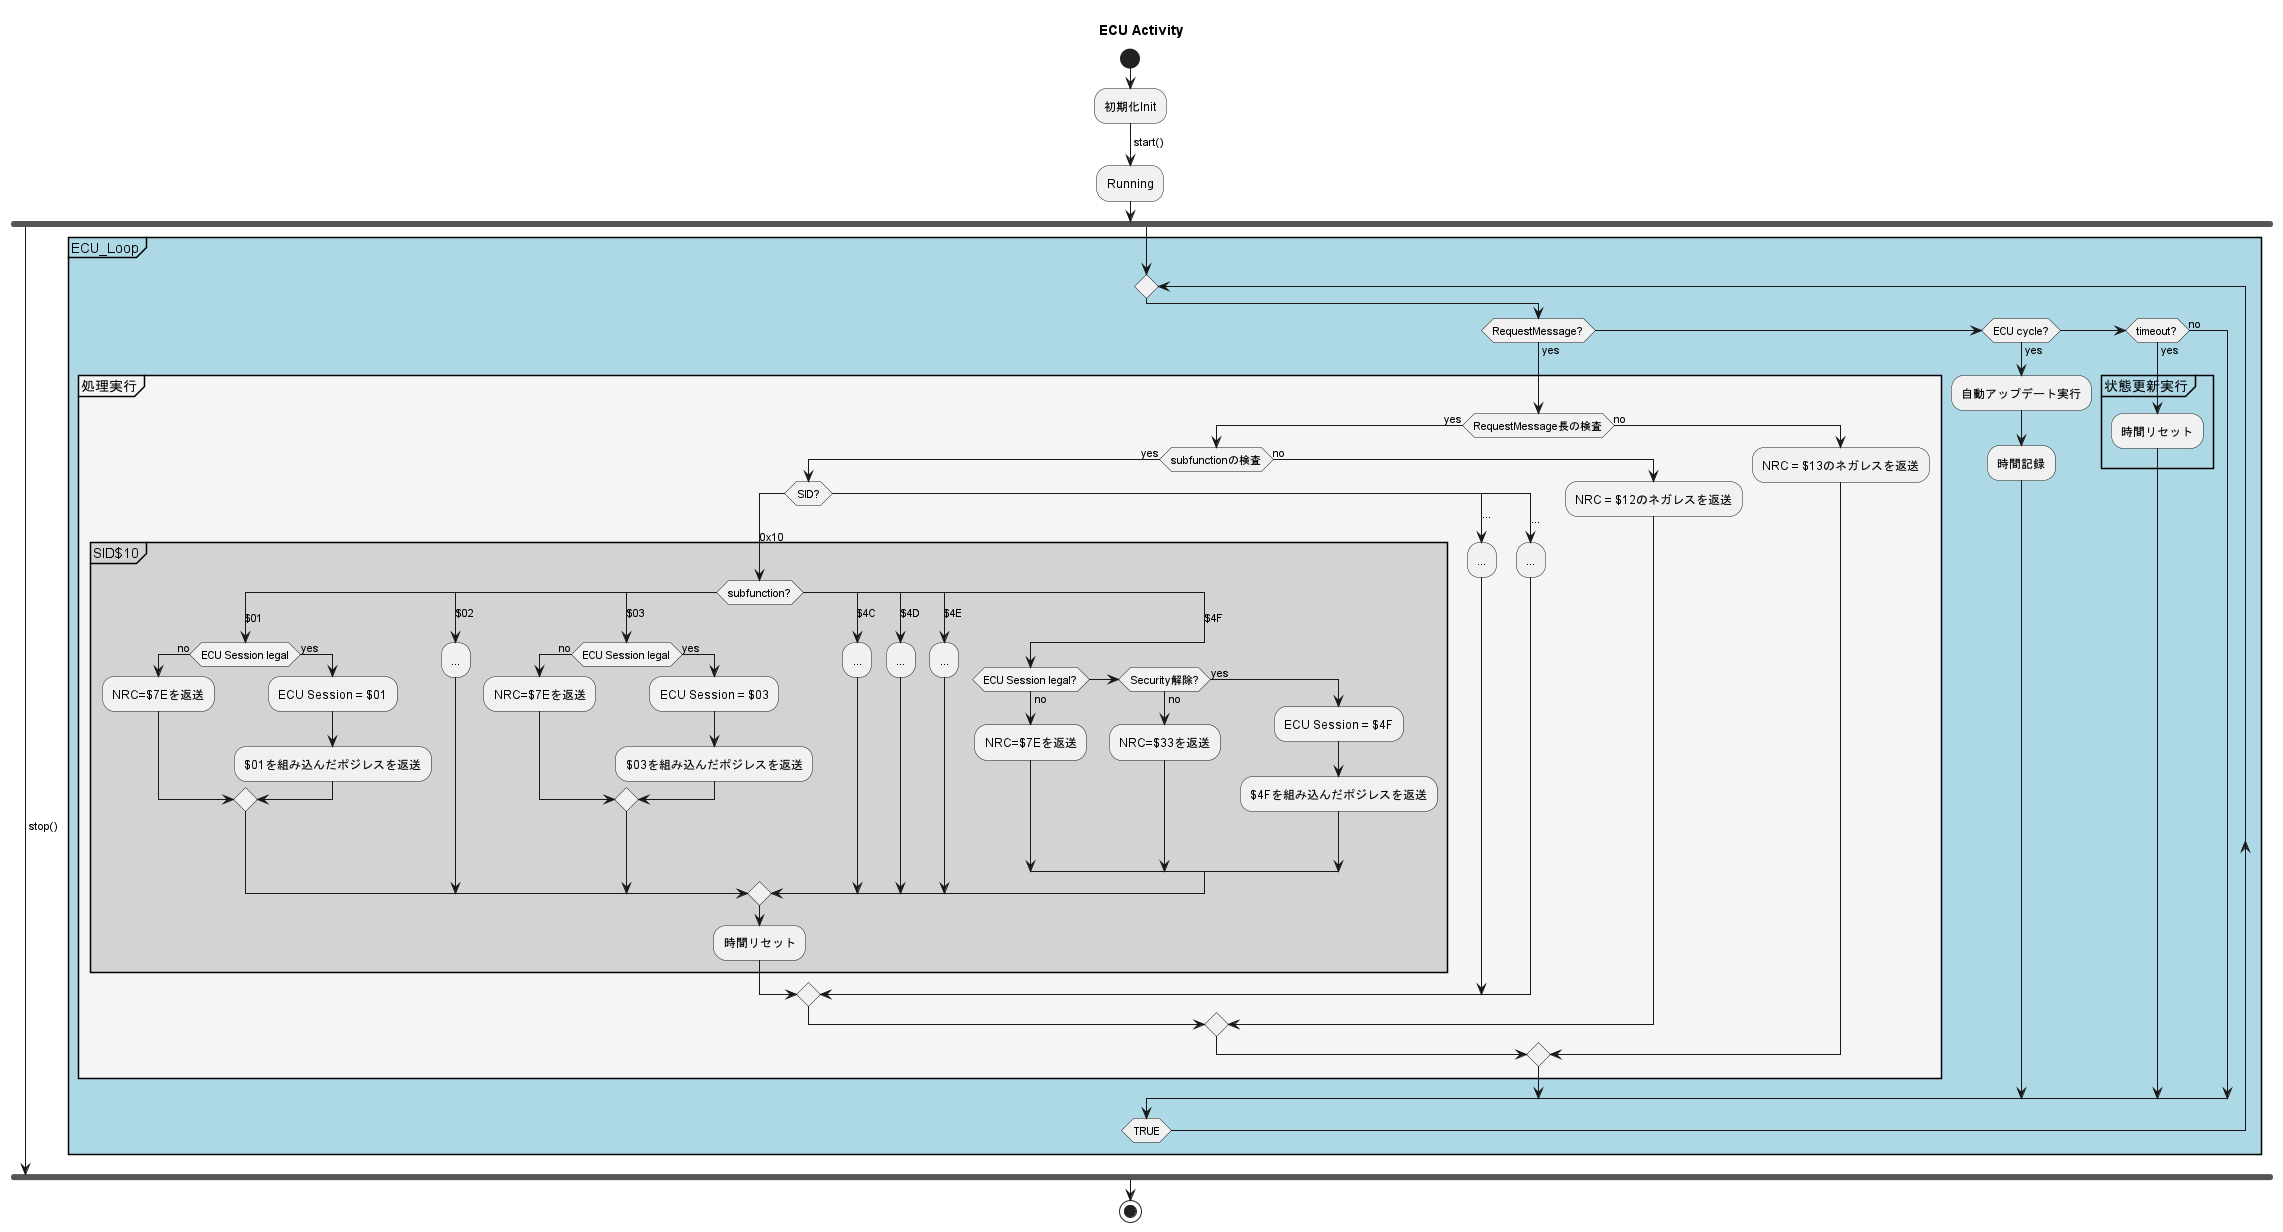 ECU Activity
初期化Init
start()
Running
ECU_Loop
RequestMessage?
ECU cycle?
timeout?
no
yes
yes
yes
処理実行
自動アップデート実行
状態更新実行
yes
RequestMessage長の検査
no
時間リセット
yes
subfunctionの検査
no
NRC = $13のネガレスを返送
時間記録
SID?
NRC = $12のネガレスを返送
...
...
0x10
SID$10
...
...
subfunction?
$01
$02
$03
$4C
$4D
$4E
$4F
no
ECU Session legal
yes
...
no
ECU Session legal
yes
...
...
...
ECU Session legal?
Security解除?
yes
no
no
NRC=$7Eを返送
ECU Session = $01
NRC=$7Eを返送
ECU Session = $03
ECU Session = $4F
NRC=$7Eを返送
NRC=$33を返送
$01を組み込んだポジレスを返送
$03を組み込んだポジレスを返送
$4Fを組み込んだポジレスを返送
stop()
時間リセット
TRUE